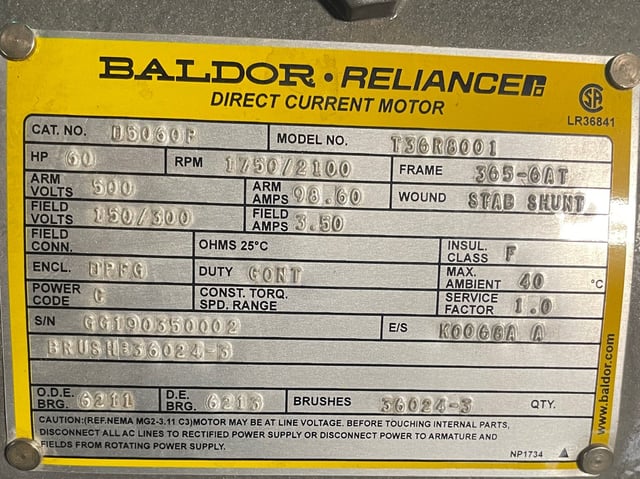 BALDOR · RELIANCE
DIRECT CURRENT MOTOR
SA
LR36841
CAT. NO. D5060P MODEL NO. T36R8001
HP 60 RPM 1750/2100 FRAME 365-6AT
ARM VOLTS 500 ARM AMPS 98.60 WOUND STAB SHUNT
FIELD VOLTS 150/300 FIELD AMPS 3.50
FIELD CONN. OHMS 25°C INSUL. CLASS F
ENCL. DPFG DUTY CONT MAX. AMBIENT 40 °C
POWER CODE C CONST. TORQ. SPD. RANGE SERVICE FACTOR 1.0
S/N GG190350002 E/S K0068A A
BRUSH:36024-3
O.D.E. BRG. 6211 D.E. BRG. 6213 BRUSHES 36024-3 QTY.
CAUTION:(REF.NEMA MG2-3.11 C3)MOTOR MAY BE AT LINE VOLTAGE. BEFORE TOUCHING INTERNAL PARTS,
DISCONNECT ALL AC LINES TO RECTIFIED POWER SUPPLY OR DISCONNECT POWER TO ARMATURE AND
FIELDS FROM ROTATING POWER SUPPLY.
NP1734
www.baldor.com